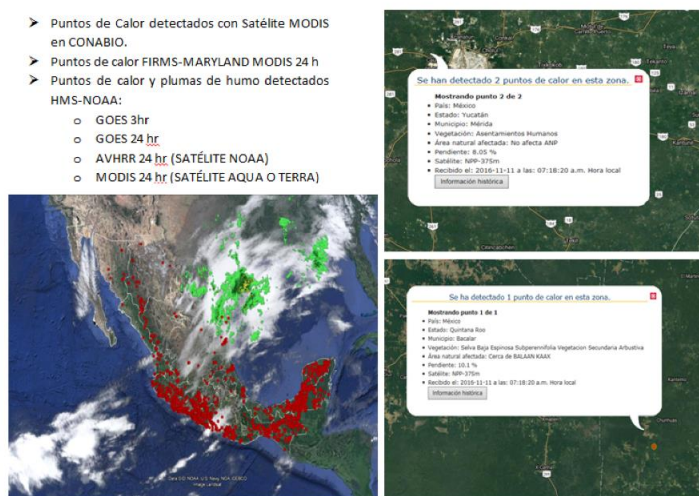 Puntos de Calor detectados con Satélite MODIS
en CONABIO.
Puntos de calor FIRMS-MARYLAND MODIS 24 h
Puntos de calor y plumas de humo detectados
HMS-NOAA:
GOES 3hr
GOES 24 hr
AVHRR 24 hr (SATÉLITE NOAA)
MODIS 24 hr (SATÉLITE AQUA O TERRA)
Se han detectado 2 puntos de calor en esta zona.
Mostrando punto 2 de 2
País: México
Estado: Yucatán
Municipio: Mérida
Vegetación: Asentamientos Humanos
Área natural afectada: No afecta ANP
Pendiente: 8.05 %
Satélite: NPP-375m
Recibido el: 2016-11-11 a las: 07:18:20 a.m. Hora local
Información histórica
Se ha detectado 1 punto de calor en esta zona.
Mostrando punto 1 de 1
País: México
Estado: Quintana Roo
Municipio: Bacalar
Vegetación: Selva Baja Espinosa Subperennifolia Vegetacion Secundaria Arbustiva
Área natural afectada: Cerca de BALAAN KAAX
Pendiente: 10.1 %
Satélite: NPP-375m
Recibido el: 2016-11-11 a las: 07:18:20 a.m. Hora local
Información histórica